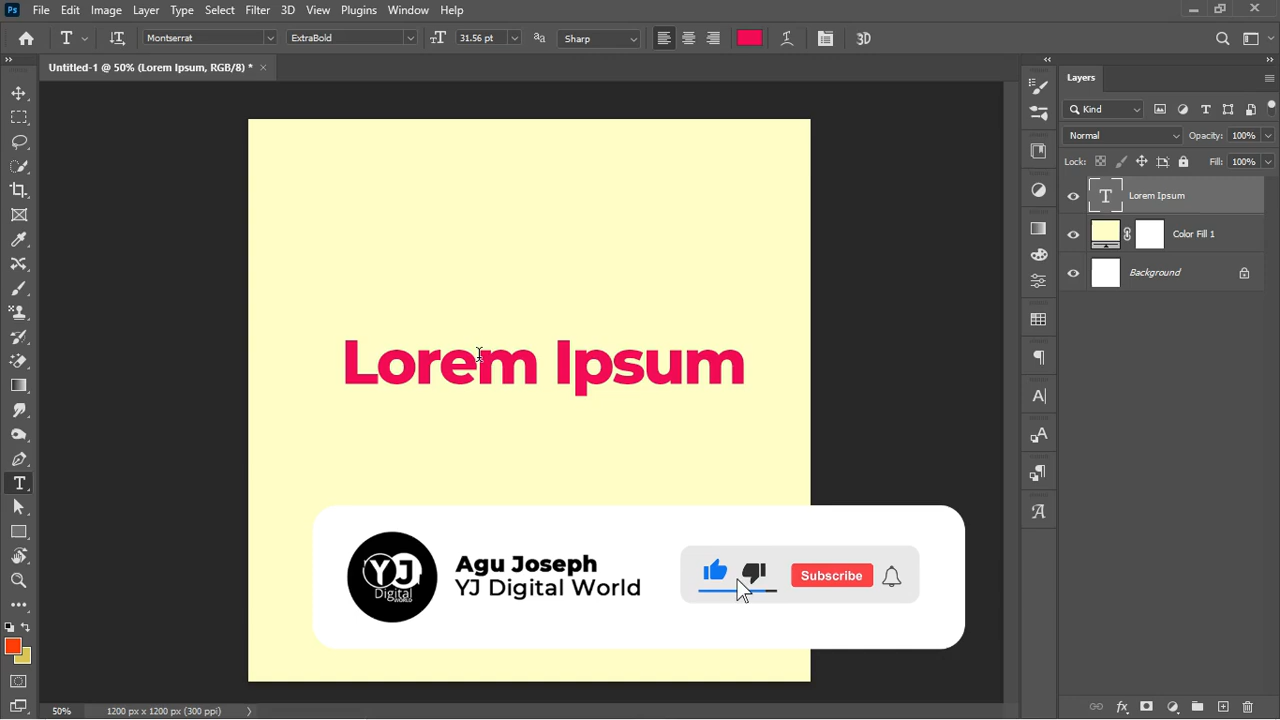 Ps File Edit Image Layer Type Select Filter 3D View Plugins Window Help
T Montserrat ExtraBold 31.56 pt Sharp 3D
Untitled-1 @ 50% (Lorem Ipsum, RGB/8) *
Layers
Kind
Normal Opacity: 100%
Lock: Fill: 100%
T Lorem Ipsum
Color Fill 1
Background
Lorem Ipsum
YJ
Digital
WORLD
Agu Joseph
YJ Digital World
Subscribe
50% 1200 px x 1200 px (300 ppi)
fx